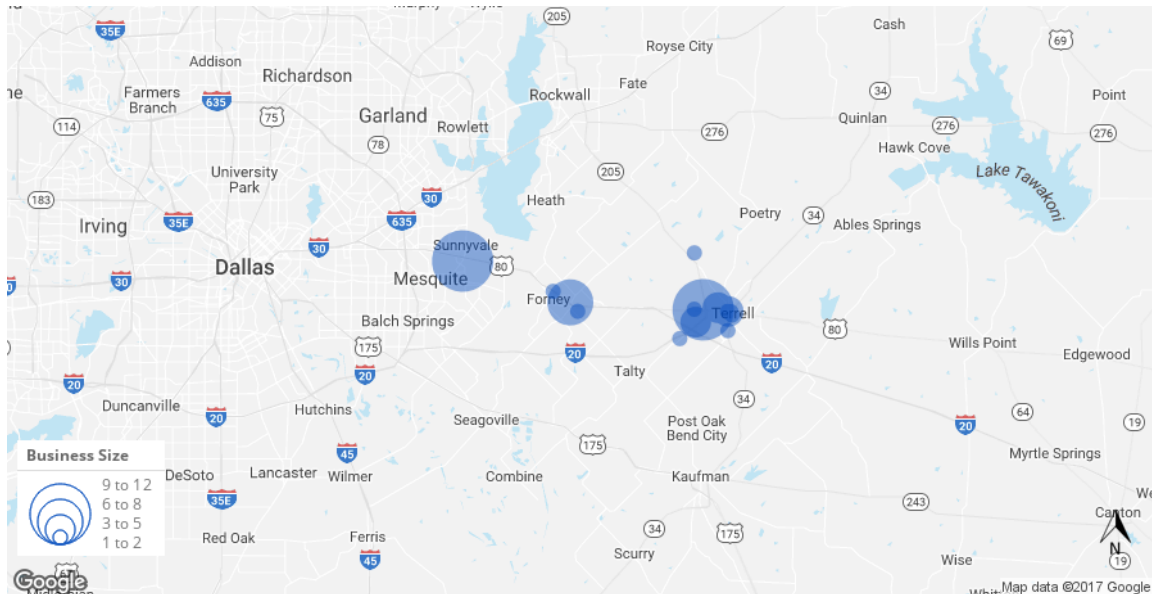 Royse City
Cash
205
35E
69
Addison
Richardson
Fate
Farmers
Branch
635
75
Garland
Rockwall
34
Point
114
78
Rowlett
276
Quinlan
276
276
Hawk Cove
University
Park
205
Lake Tawakoni
183
30
Heath
Irving
35E
635
Poetry
34
Ables Springs
30
Sunnyvale
Dallas
80
30
Mesquite
Forney
Terrell
Balch Springs
80
175
Wills Point
20
Edgewood
20
Talty
20
20
Duncanville
20
Hutchins
34
64
Seagoville
Post Oak
Bend City
20
19
175
45
Myrtle Springs
Business Size
9 to 12
6 to 8
3 to 5
1 to 2
DeSoto
Lancaster
Wilmer
Combine
Kaufman
35E
243
Canton
Red Oak
Ferris
34
175
N
45
Scurry
Wise
19
Google
Map data ©2017 Google